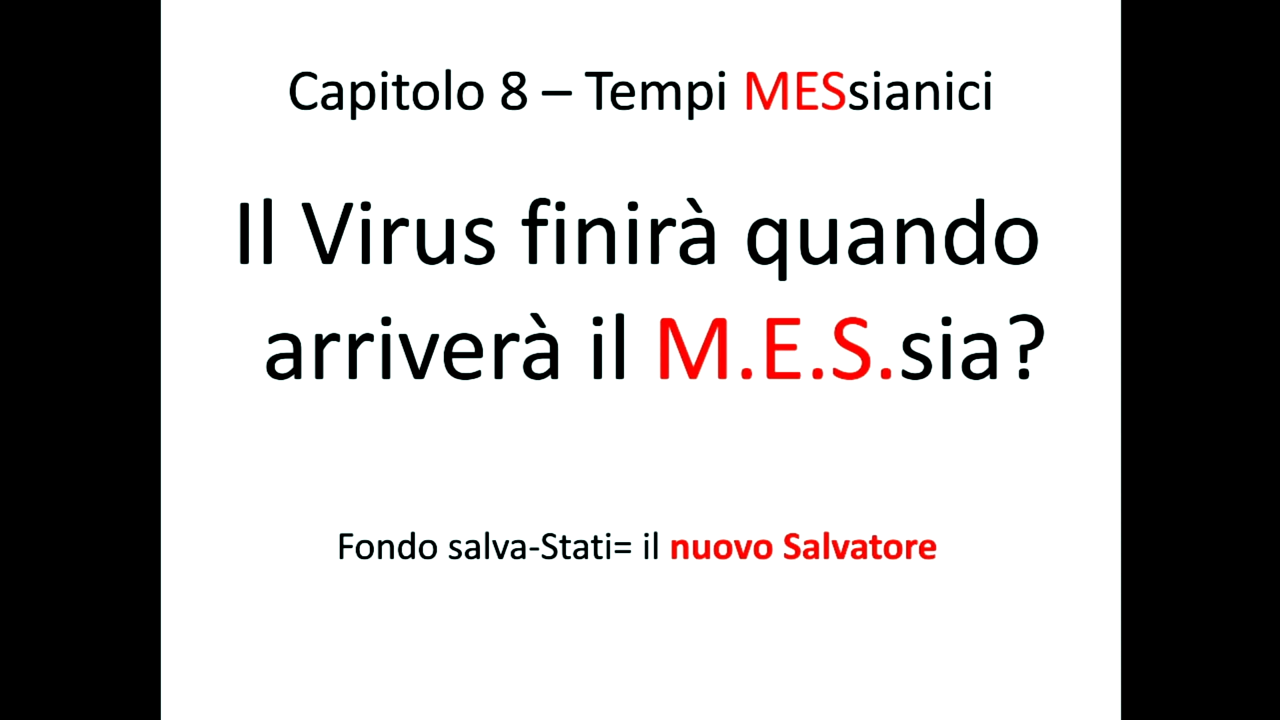 Capitolo 8 – Tempi MESsianici
Il Virus finirà quando
arriverà il M.E.S.sia?
Fondo salva-Stati= il nuovo Salvatore